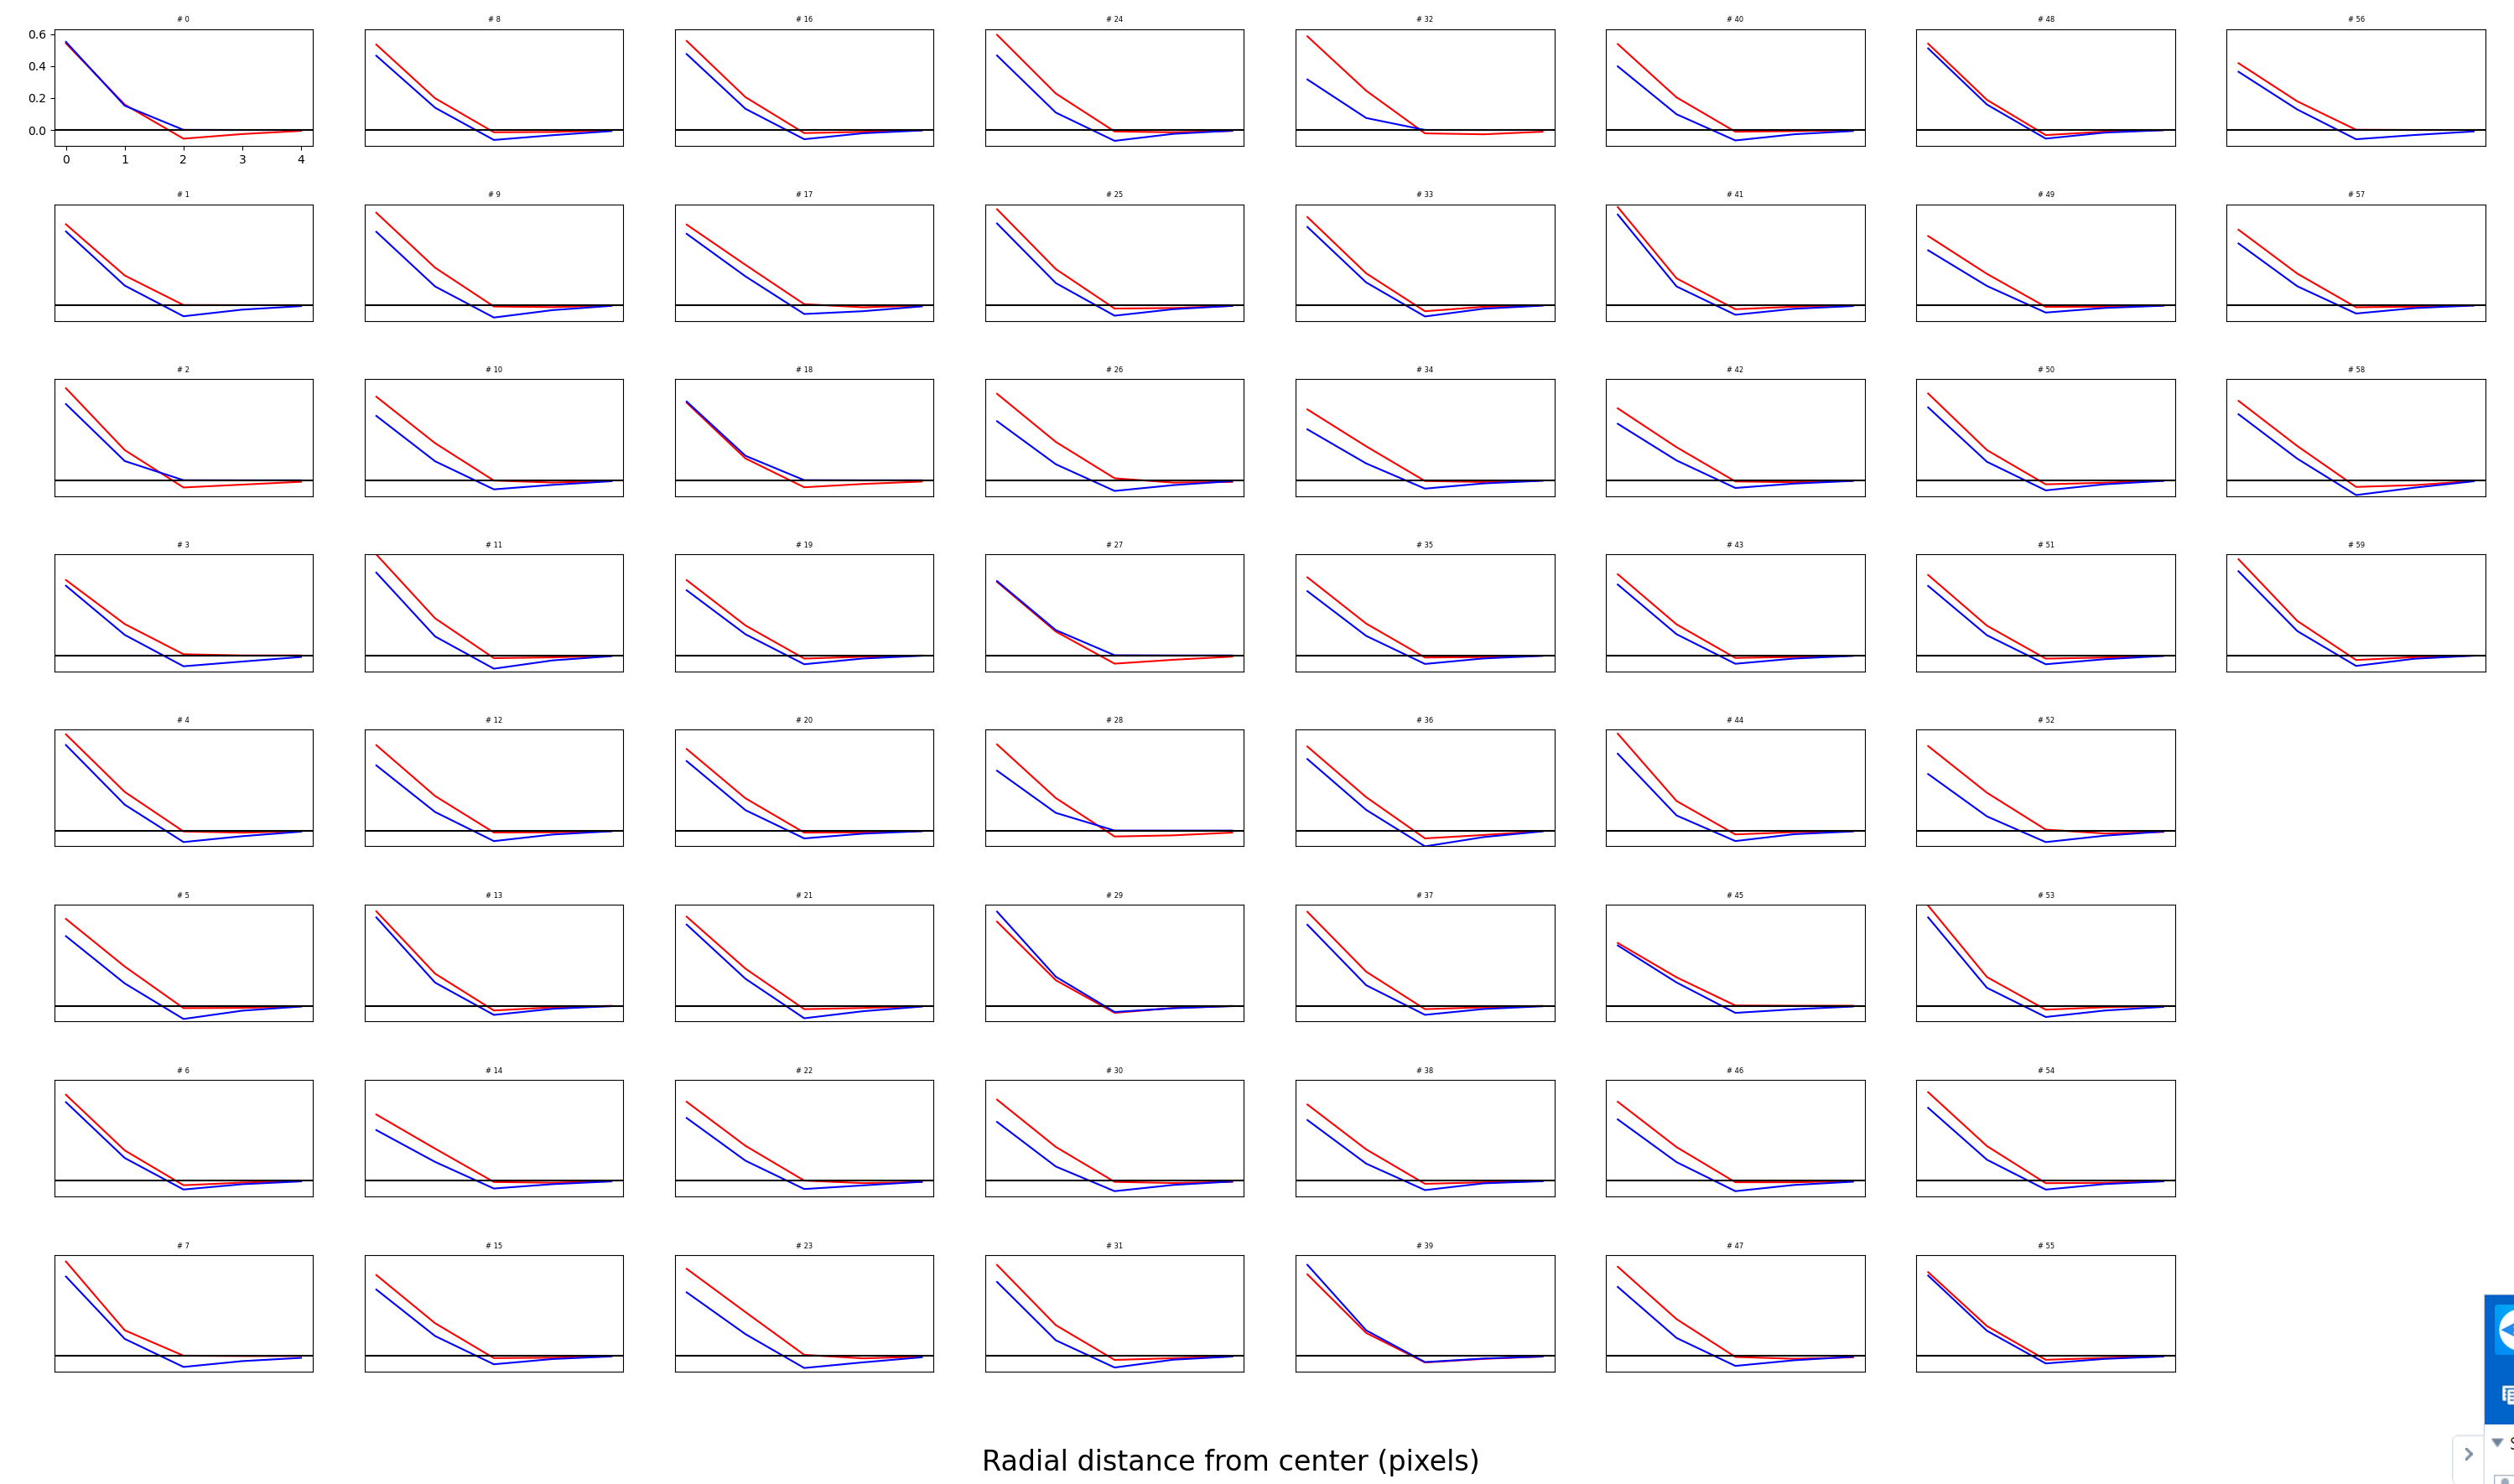 # 0 # 8 # 16 # 24 # 32 # 40 # 48 # 56
0.6
0.4
0.2
0.0
0 1 2 3 4
# 1 # 9 # 17 # 25 # 33 # 41 # 49 # 57
# 2 # 10 # 18 # 26 # 34 # 42 # 50 # 58
# 3 # 11 # 19 # 27 # 35 # 43 # 51 # 59
# 4 # 12 # 20 # 28 # 36 # 44 # 52
# 5 # 13 # 21 # 29 # 37 # 45 # 53
# 6 # 14 # 22 # 30 # 38 # 46 # 54
# 7 # 15 # 23 # 31 # 39 # 47 # 55
Radial distance from center (pixels)